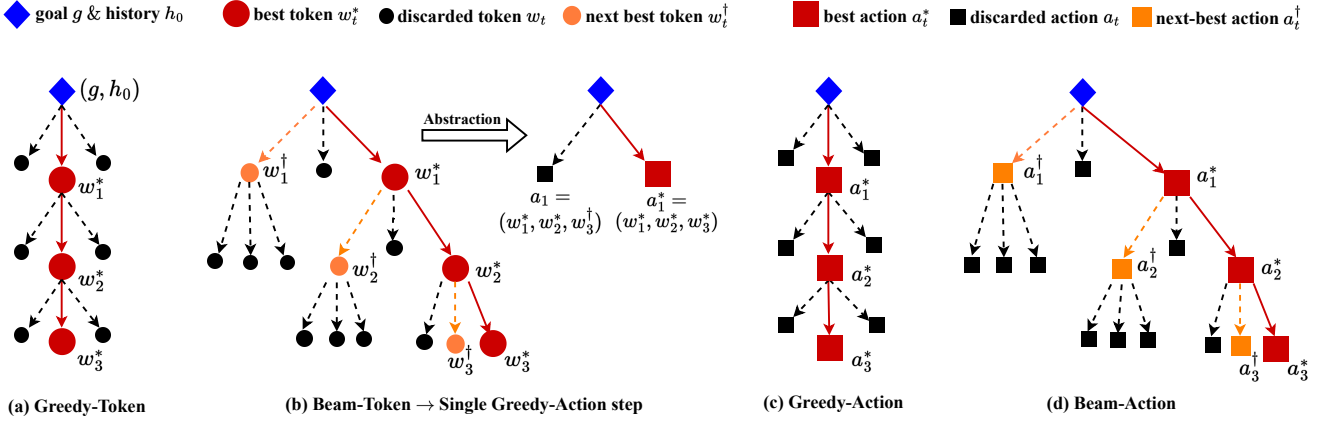 goal g & history h₀ best token w*ₜ discarded token wₜ next best token w†ₜ best action a*ₜ discarded action aₜ next-best action a†ₜ
(g, h₀)
Abstraction
w*₁
w†₁
w*₁
a₁ =
(w*₁, w*₂, w†₃)
a*₁ =
(w*₁, w*₂, w*₃)
a*₁
a†₁
a*₁
w*₂
w†₂
w*₂
a*₂
a†₂
a*₂
w*₃
w†₃
w*₃
a*₃
a†₃
a*₃
(a) Greedy-Token
(b) Beam-Token → Single Greedy-Action step
(c) Greedy-Action
(d) Beam-Action